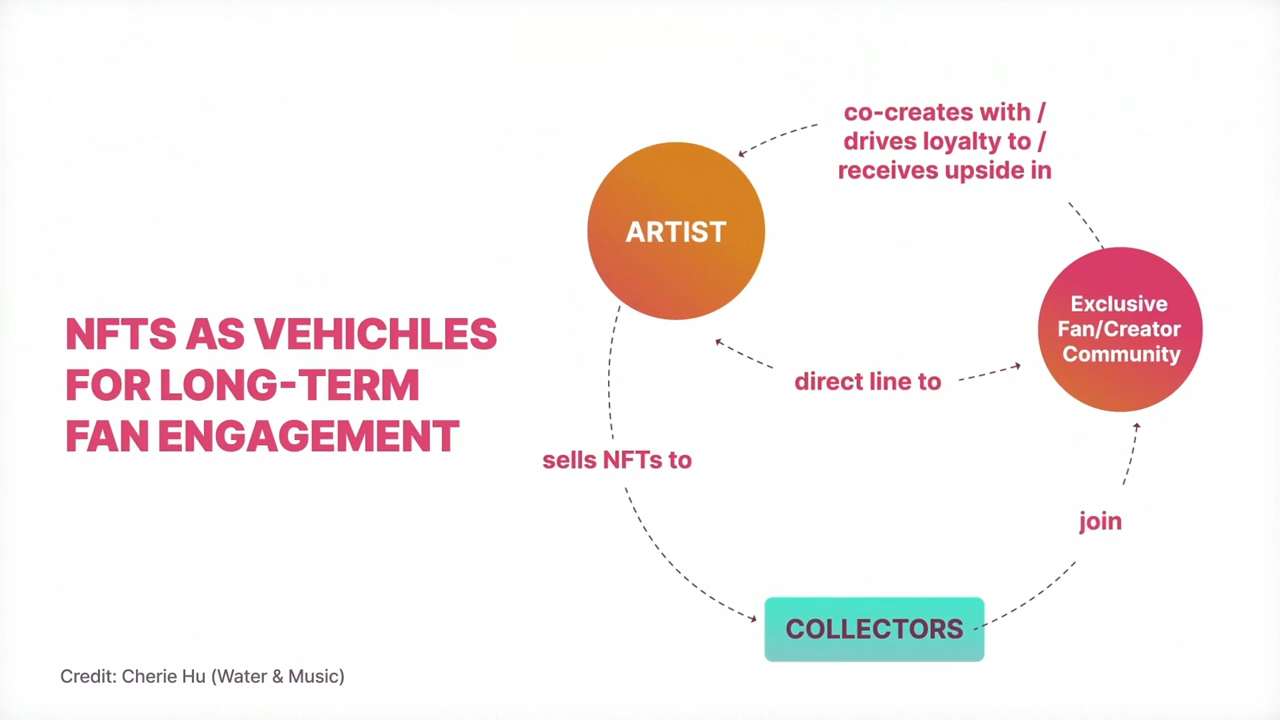 NFTS AS VEHICHLES
FOR LONG-TERM
FAN ENGAGEMENT
co-creates with /
drives loyalty to /
receives upside in
ARTIST
Exclusive
Fan/Creator
Community
direct line to
sells NFTs to
join
COLLECTORS
Credit: Cherie Hu (Water & Music)